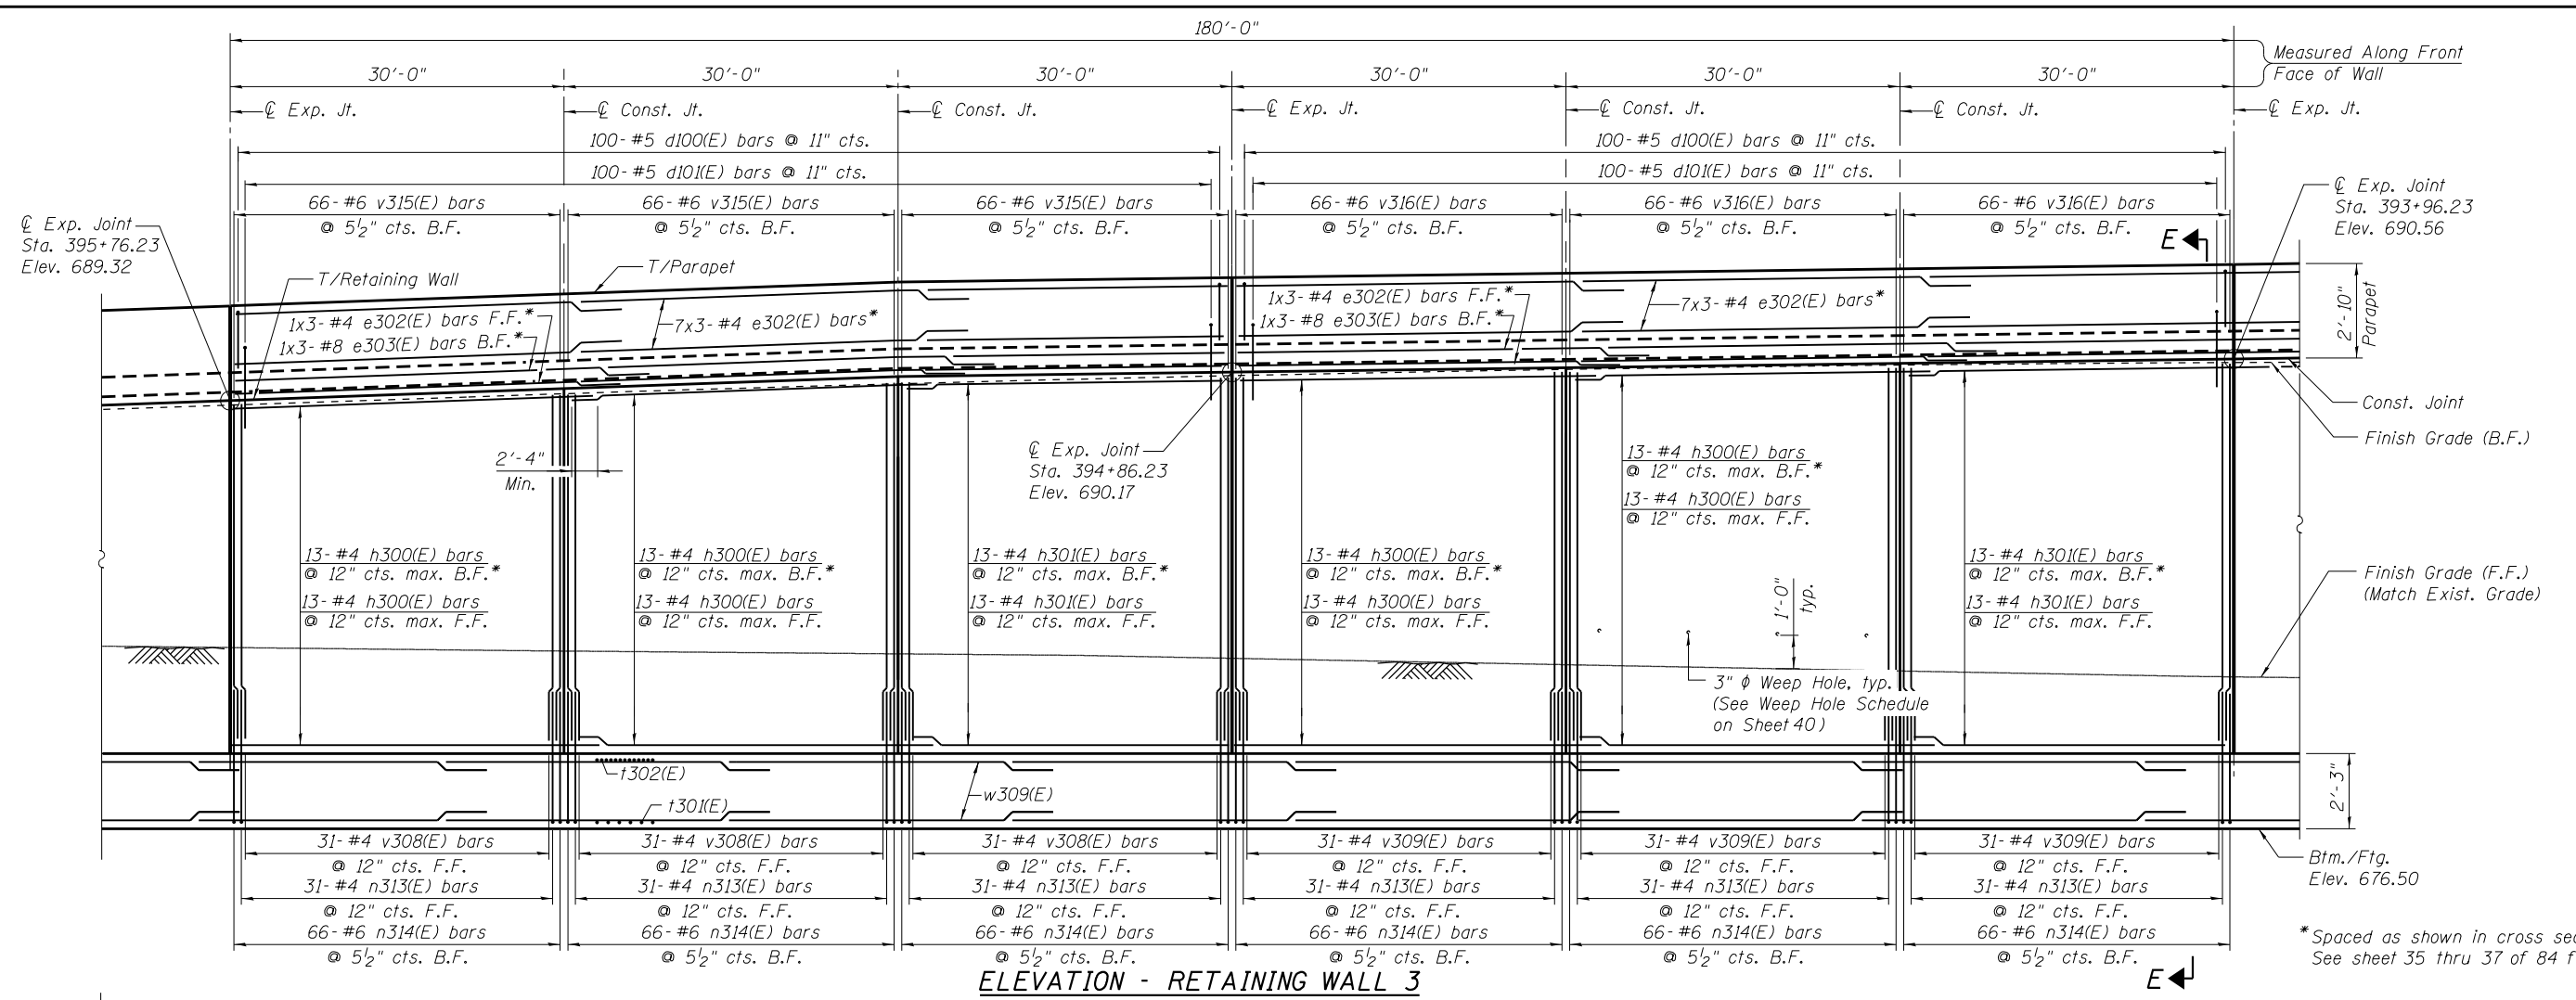 180'-0"
Measured Along Front
Face of Wall
30'-0" 30'-0" 30'-0" 30'-0" 30'-0" 30'-0"
℄ Exp. Jt. ℄ Const. Jt. ℄ Const. Jt. ℄ Exp. Jt. ℄ Const. Jt. ℄ Const. Jt. ℄ Exp. Jt.
100-#5 d100(E) bars @ 11" cts. 100-#5 d100(E) bars @ 11" cts.
100-#5 d101(E) bars @ 11" cts. 100-#5 d101(E) bars @ 11" cts.
66-#6 v315(E) bars 66-#6 v315(E) bars 66-#6 v315(E) bars 66-#6 v316(E) bars 66-#6 v316(E) bars 66-#6 v316(E) bars
@ 5½" cts. B.F. @ 5½" cts. B.F. @ 5½" cts. B.F. @ 5½" cts. B.F. @ 5½" cts. B.F. @ 5½" cts. B.F.
℄ Exp. Joint
Sta. 395+76.23
Elev. 689.32
℄ Exp. Joint
Sta. 393+96.23
Elev. 690.56
E
T/Retaining Wall
T/Parapet
1x3-#4 e302(E) bars F.F.*
1x3-#8 e303(E) bars B.F.*
7x3-#4 e302(E) bars*
1x3-#4 e302(E) bars F.F.*
1x3-#8 e303(E) bars B.F.*
7x3-#4 e302(E) bars*
2'-10"
Parapet
Const. Joint
Finish Grade (B.F.)
2'-4"
Min.
℄ Exp. Joint
Sta. 394+86.23
Elev. 690.17
13-#4 h300(E) bars
@ 12" cts. max. B.F.*
13-#4 h300(E) bars
@ 12" cts. max. F.F.
13-#4 h300(E) bars
@ 12" cts. max. B.F.*
13-#4 h300(E) bars
@ 12" cts. max. F.F.
13-#4 h300(E) bars
@ 12" cts. max. B.F.*
13-#4 h300(E) bars
@ 12" cts. max. F.F.
13-#4 h301(E) bars
@ 12" cts. max. B.F.*
13-#4 h301(E) bars
@ 12" cts. max. F.F.
13-#4 h300(E) bars
@ 12" cts. max. B.F.*
13-#4 h300(E) bars
@ 12" cts. max. F.F.
13-#4 h301(E) bars
@ 12" cts. max. B.F.*
13-#4 h301(E) bars
@ 12" cts. max. F.F.
1'-0"
typ.
Finish Grade (F.F.)
(Match Exist. Grade)
3" ϕ Weep Hole, typ.
(See Weep Hole Schedule
on Sheet 40)
t302(E)
t301(E)
w309(E)
2'-3"
31-#4 v308(E) bars 31-#4 v308(E) bars 31-#4 v308(E) bars 31-#4 v309(E) bars 31-#4 v309(E) bars 31-#4 v309(E) bars
@ 12" cts. F.F. @ 12" cts. F.F. @ 12" cts. F.F. @ 12" cts. F.F. @ 12" cts. F.F. @ 12" cts. F.F.
31-#4 n313(E) bars 31-#4 n313(E) bars 31-#4 n313(E) bars 31-#4 n313(E) bars 31-#4 n313(E) bars 31-#4 n313(E) bars
@ 12" cts. F.F. @ 12" cts. F.F. @ 12" cts. F.F. @ 12" cts. F.F. @ 12" cts. F.F. @ 12" cts. F.F.
66-#6 n314(E) bars 66-#6 n314(E) bars 66-#6 n314(E) bars 66-#6 n314(E) bars 66-#6 n314(E) bars 66-#6 n314(E) bars
@ 5½" cts. B.F. @ 5½" cts. B.F. @ 5½" cts. B.F. @ 5½" cts. B.F. @ 5½" cts. B.F. @ 5½" cts. B.F.
Btm./Ftg.
Elev. 676.50
*Spaced as shown in cross
See sheet 35 thru 37 of 84
E
ELEVATION - RETAINING WALL 3